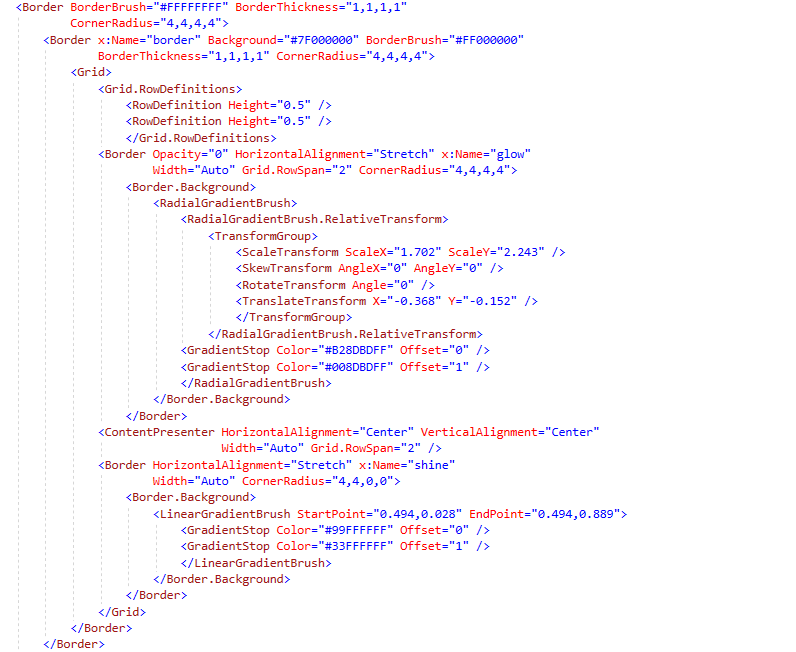 <Border BorderBrush="#FFFFFFFF" BorderThickness="1,1,1,1"
CornerRadius="4,4,4,4">
<Border x:Name="border" Background="#7F000000" BorderBrush="#FF000000"
BorderThickness="1,1,1,1" CornerRadius="4,4,4,4">
<Grid>
<Grid.RowDefinitions>
<RowDefinition Height="0.5" />
<RowDefinition Height="0.5" />
</Grid.RowDefinitions>
<Border Opacity="0" HorizontalAlignment="Stretch" x:Name="glow"
Width="Auto" Grid.RowSpan="2" CornerRadius="4,4,4,4">
<Border.Background>
<RadialGradientBrush>
<RadialGradientBrush.RelativeTransform>
<TransformGroup>
<ScaleTransform ScaleX="1.702" ScaleY="2.243" />
<SkewTransform AngleX="0" AngleY="0" />
<RotateTransform Angle="0" />
<TranslateTransform X="-0.368" Y="-0.152" />
</TransformGroup>
</RadialGradientBrush.RelativeTransform>
<GradientStop Color="#B28DBDFF" Offset="0" />
<GradientStop Color="#008DBDFF" Offset="1" />
</RadialGradientBrush>
</Border.Background>
</Border>
<ContentPresenter HorizontalAlignment="Center" VerticalAlignment="Center"
Width="Auto" Grid.RowSpan="2" />
<Border HorizontalAlignment="Stretch" x:Name="shine"
Width="Auto" CornerRadius="4,4,0,0">
<Border.Background>
<LinearGradientBrush StartPoint="0.494,0.028" EndPoint="0.494,0.889">
<GradientStop Color="#99FFFFFF" Offset="0" />
<GradientStop Color="#33FFFFFF" Offset="1" />
</LinearGradientBrush>
</Border.Background>
</Border>
</Grid>
</Border>
</Border>